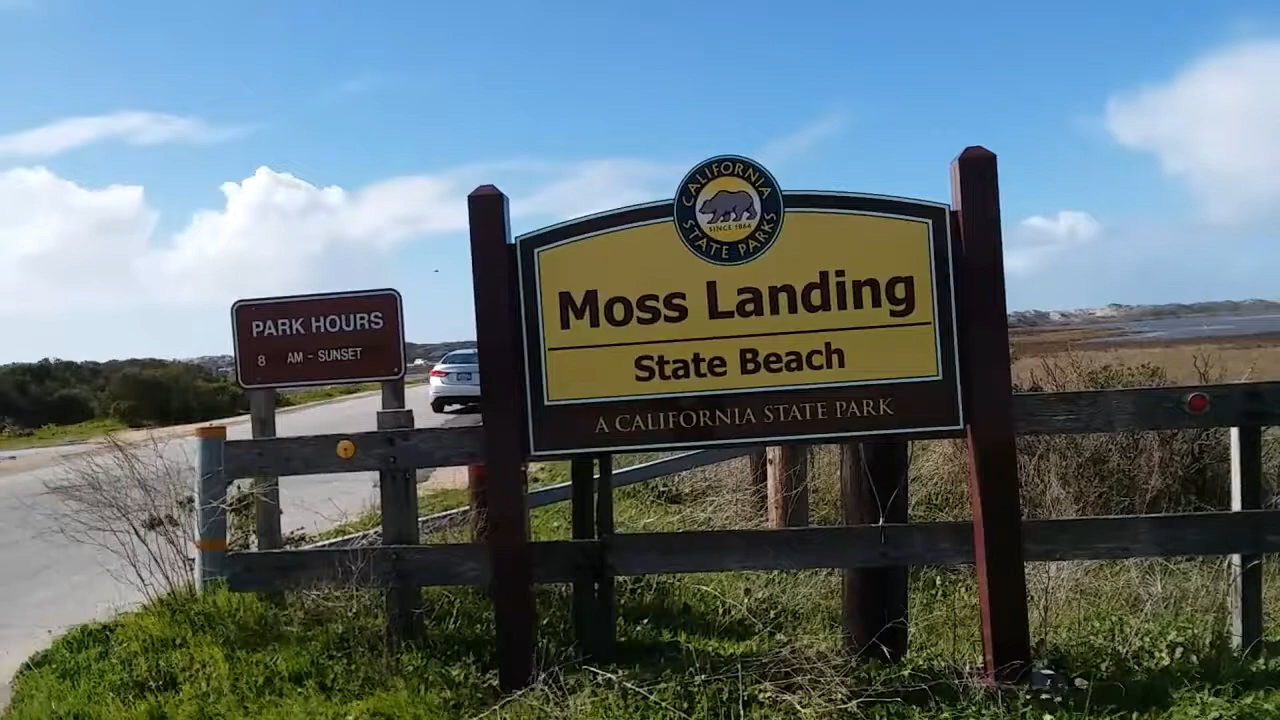 CALIFORNIA
SINCE 1864
STATE PARKS
Moss Landing
State Beach
A CALIFORNIA STATE PARK
PARK HOURS
8 AM - SUNSET